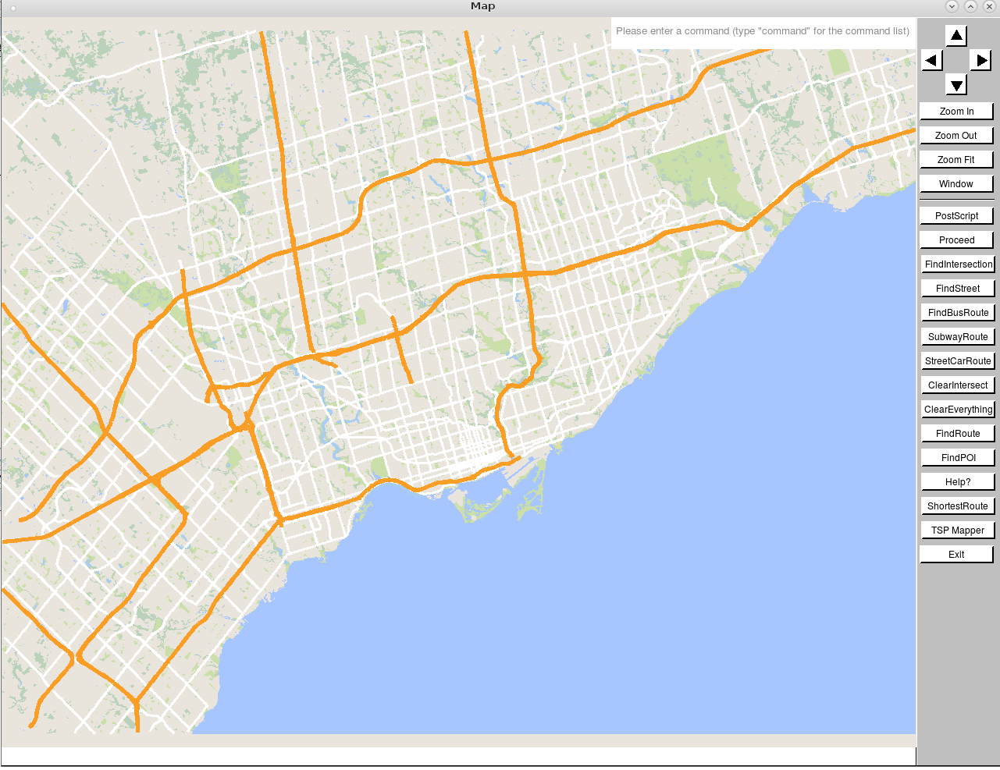 Map
Please enter a command (type "command" for the command list)
Zoom In
Zoom Out
Zoom Fit
Window
PostScript
Proceed
FindIntersection
FindStreet
FindBusRoute
SubwayRoute
StreetCarRoute
ClearIntersect
ClearEverything
FindRoute
FindPOI
Help?
ShortestRoute
TSP Mapper
Exit